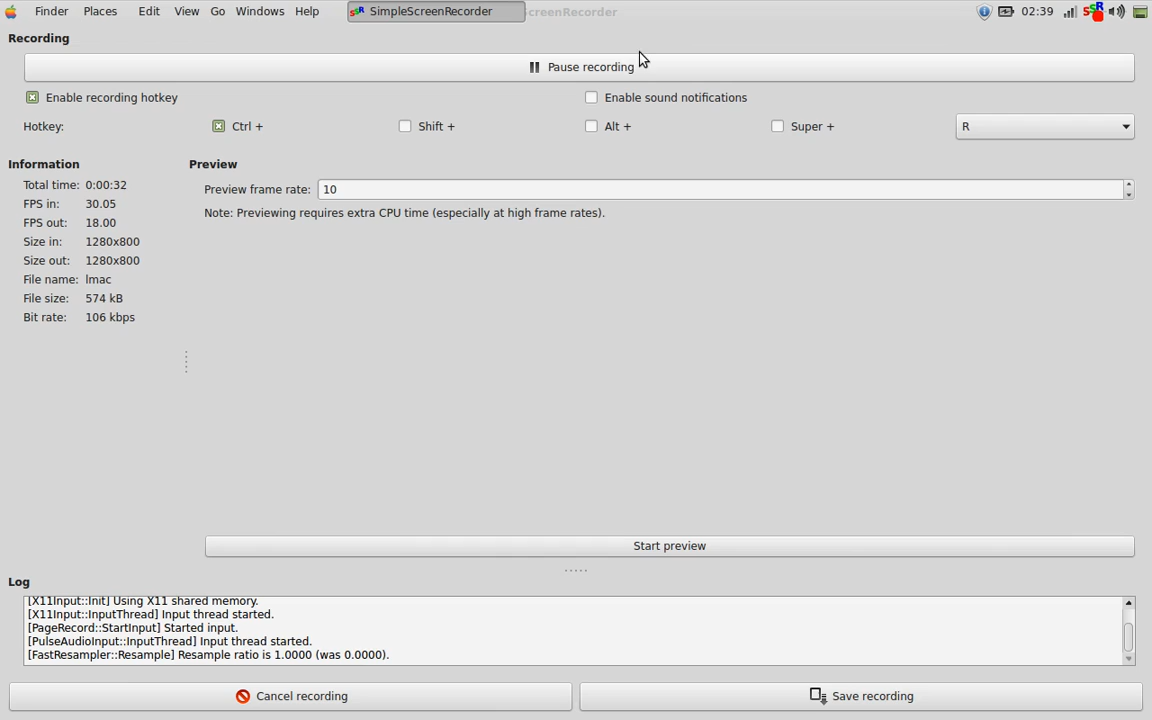 Finder Places Edit View Go Windows Help SimpleScreenRecorder creenRecorder 02:39
Recording
Pause recording
Enable recording hotkey Enable sound notifications
Hotkey: Ctrl + Shift + Alt + Super + R
Information Preview
Total time: 0:00:32
Preview frame rate: 10
FPS in: 30.05
Note: Previewing requires extra CPU time (especially at high frame rates).
FPS out: 18.00
Size in: 1280x800
Size out: 1280x800
File name: lmac
File size: 574 kB
Bit rate: 106 kbps
Start preview
Log
[X11Input::Init] Using X11 shared memory.
[X11Input::InputThread] Input thread started.
[PageRecord::StartInput] Started input.
[PulseAudioInput::InputThread] Input thread started.
[FastResampler::Resample] Resample ratio is 1.0000 (was 0.0000).
Cancel recording Save recording